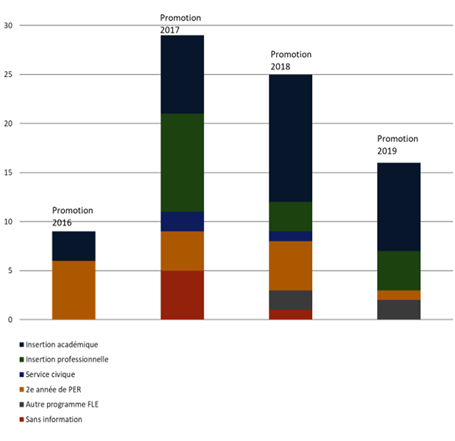 30
25
20
15
10
5
0
Promotion
2016
Promotion
2017
Promotion
2018
Promotion
2019
Insertion académique
Insertion professionnelle
Service civique
2e année de PER
Autre programme FLE
Sans information